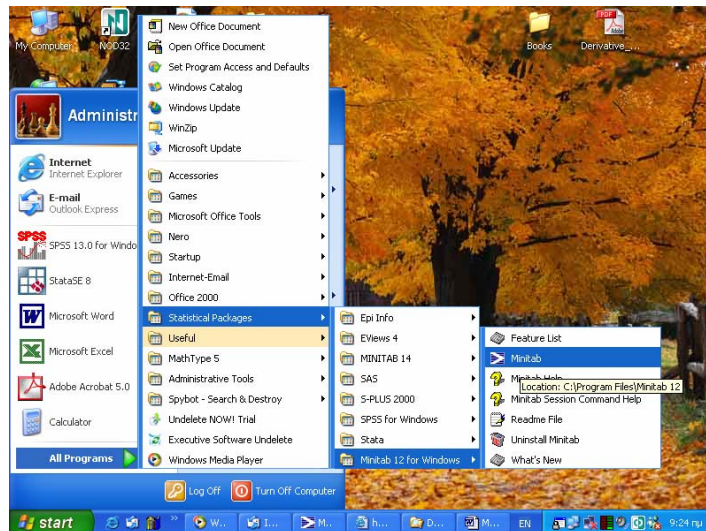 My Computer
NOD32
Books
Derivative_...
Administr
Internet
Internet Explorer
E-mail
Outlook Express
SPSS 13.0 for Windo
StataSE 8
Microsoft Word
Microsoft Excel
Adobe Acrobat 5.0
Calculator
All Programs
New Office Document
Open Office Document
Set Program Access and Defaults
Windows Catalog
Windows Update
WinZip
Microsoft Update
Accessories
Games
Microsoft Office Tools
Nero
Startup
Internet-Email
Office 2000
Statistical Packages
Useful
MathType 5
Administrative Tools
Spybot - Search & Destroy
Undelete NOW! Trial
Executive Software Undelete
Windows Media Player
Epi Info
EViews 4
MINITAB 14
SAS
S-PLUS 2000
SPSS for Windows
Stata
Minitab 12 for Windows
Feature List
Minitab
Minitab Help
Location: C:\Program Files\Minitab 12
Minitab Session Command Help
Readme File
Uninstall Minitab
What's New
Log Off
Turn Off Computer
start
W..
I...
M..
h...
D...
M...
EN
9:24 πμ